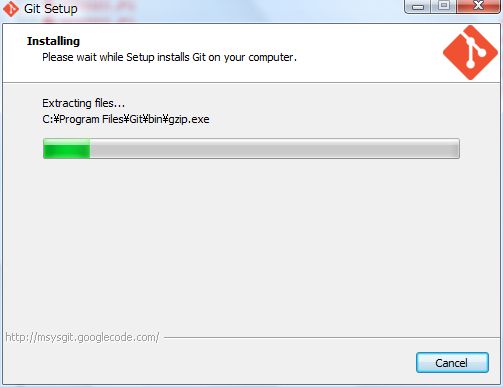 Git Setup
Installing
Please wait while Setup installs Git on your computer.
Extracting files...
C:¥Program Files¥Git¥bin¥gzip.exe
http://msysgit.googlecode.com/
Cancel